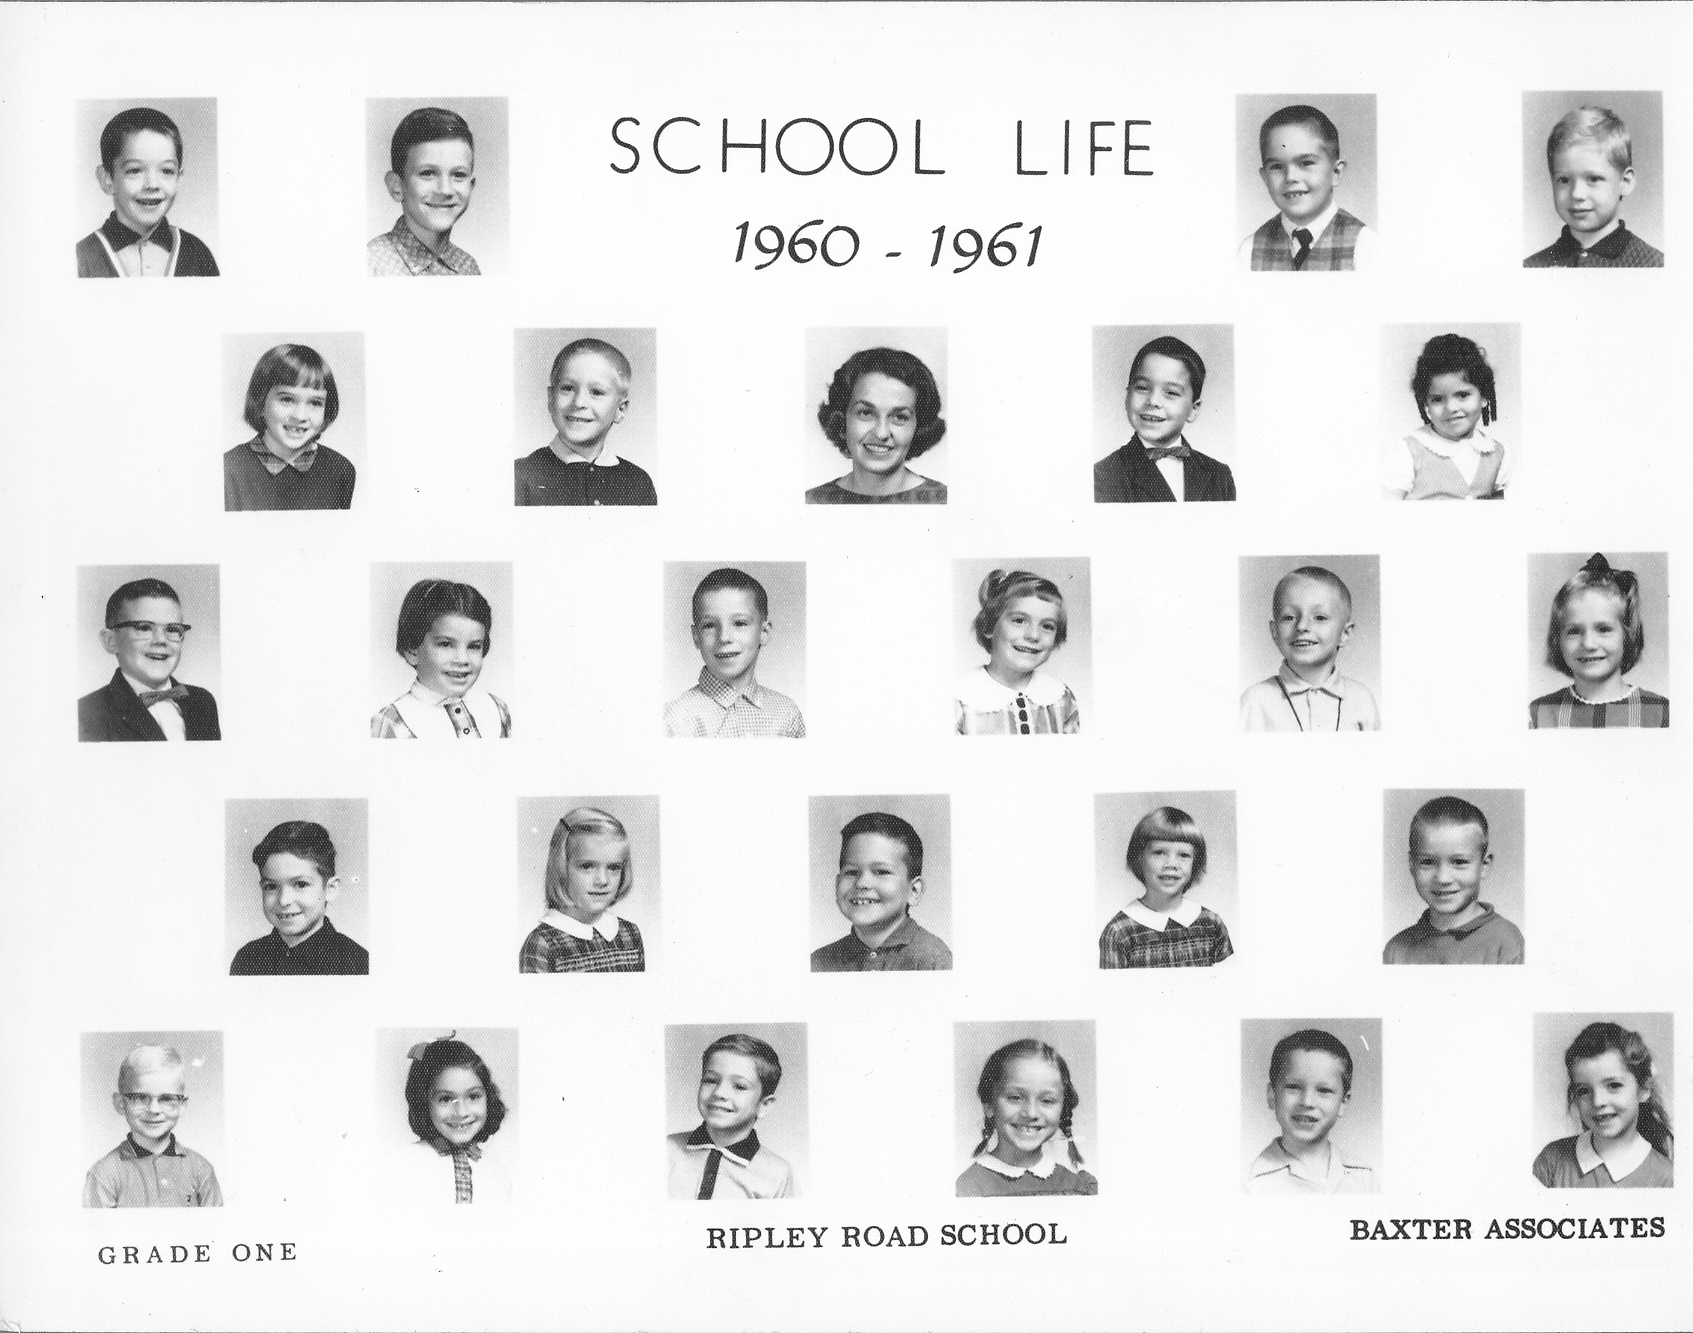 SCHOOL LIFE
1960 - 1961
GRADE ONE
RIPLEY ROAD SCHOOL
BAXTER ASSOCIATES